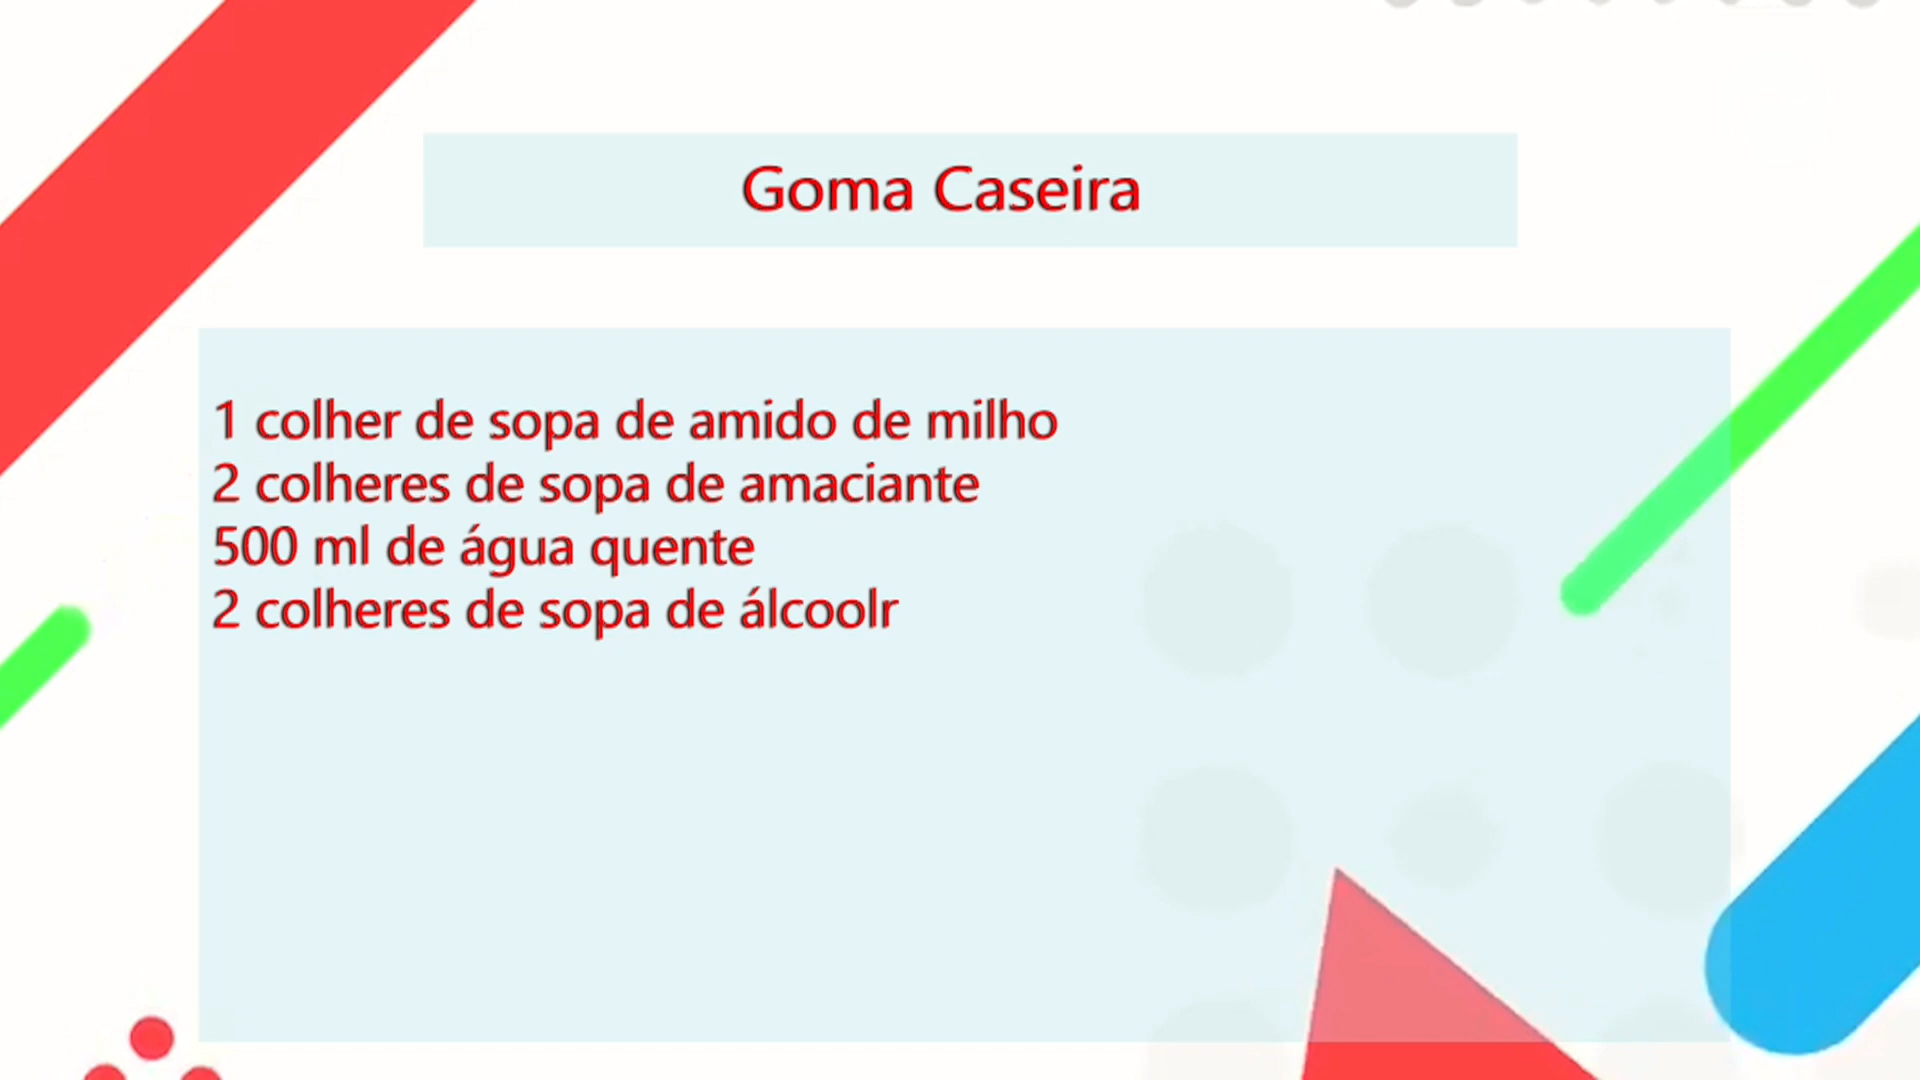 Goma Caseira
1 colher de sopa de amido de milho
2 colheres de sopa de amaciante
500 ml de água quente
2 colheres de sopa de álcoolr